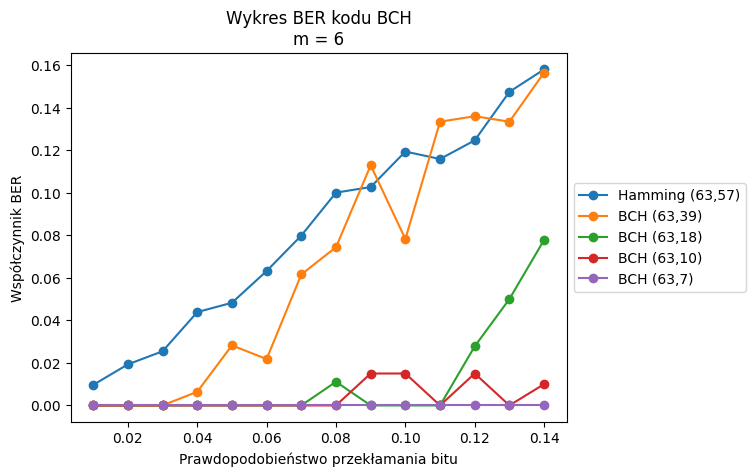 Wykres BER kodu BCH
m = 6
Współczynnik BER
0.16
0.14
0.12
0.10
0.08
0.06
0.04
0.02
0.00
0.02 0.04 0.06 0.08 0.10 0.12 0.14
Prawdopodobieństwo przekłamania bitu
Hamming (63,57)
BCH (63,39)
BCH (63,18)
BCH (63,10)
BCH (63,7)